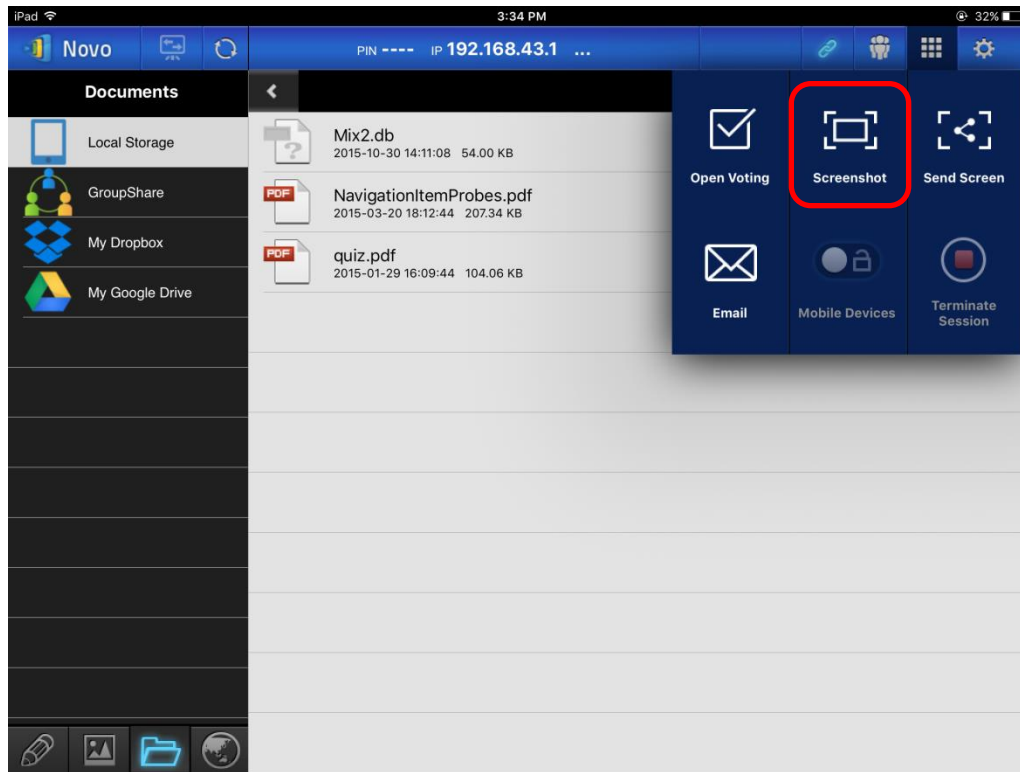 iPad 3:34 PM 32%
Novo PIN ---- IP 192.168.43.1 ...
Documents
Local Storage
GroupShare
My Dropbox
My Google Drive
Mix2.db
2015-10-30 14:11:08 54.00 KB
PDF
NavigationItemProbes.pdf
2015-03-20 18:12:44 207.34 KB
PDF
quiz.pdf
2015-01-29 16:09:44 104.06 KB
Open Voting
Screenshot
Send Screen
Email
Mobile Devices
Terminate
Session